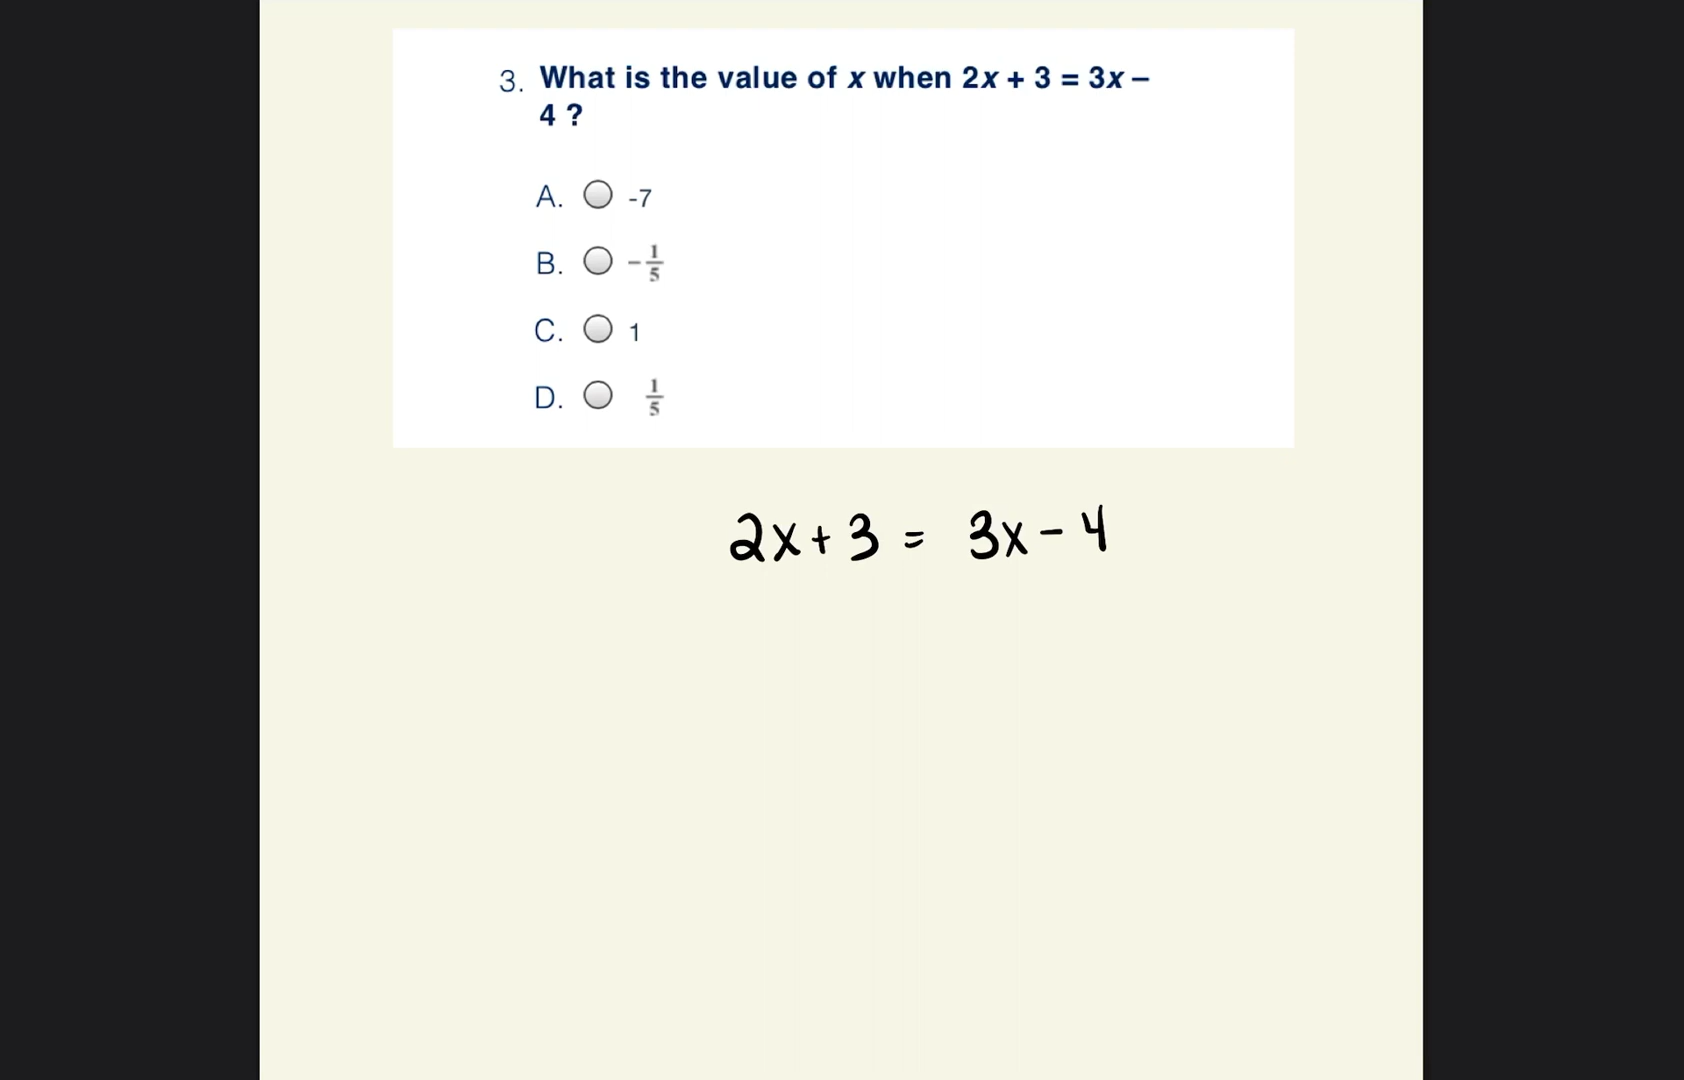 3. What is the value of x when 2x + 3 = 3x –
4 ?
A. -7
B. -1/5
C. 1
D. 1/5
2x+3 = 3x-4